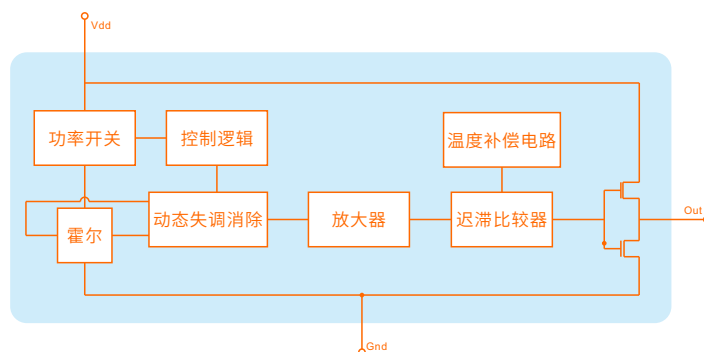 Vdd
功率开关
控制逻辑
温度补偿电路
霍尔
动态失调消除
放大器
迟滞比较器
Out
Gnd